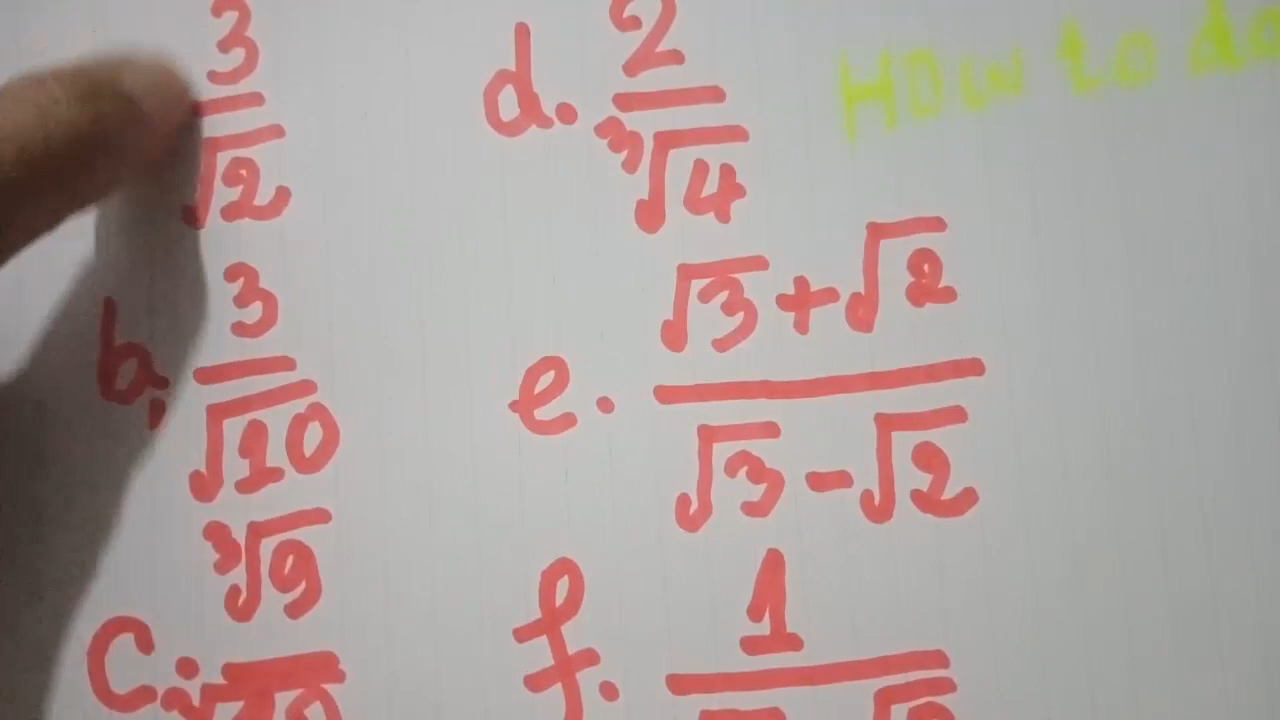 3/√2
b. 3/√10
c. ∛9
d. 2/∛4
e. (√3+√2)/(√3-√2)
f. 1
How to do